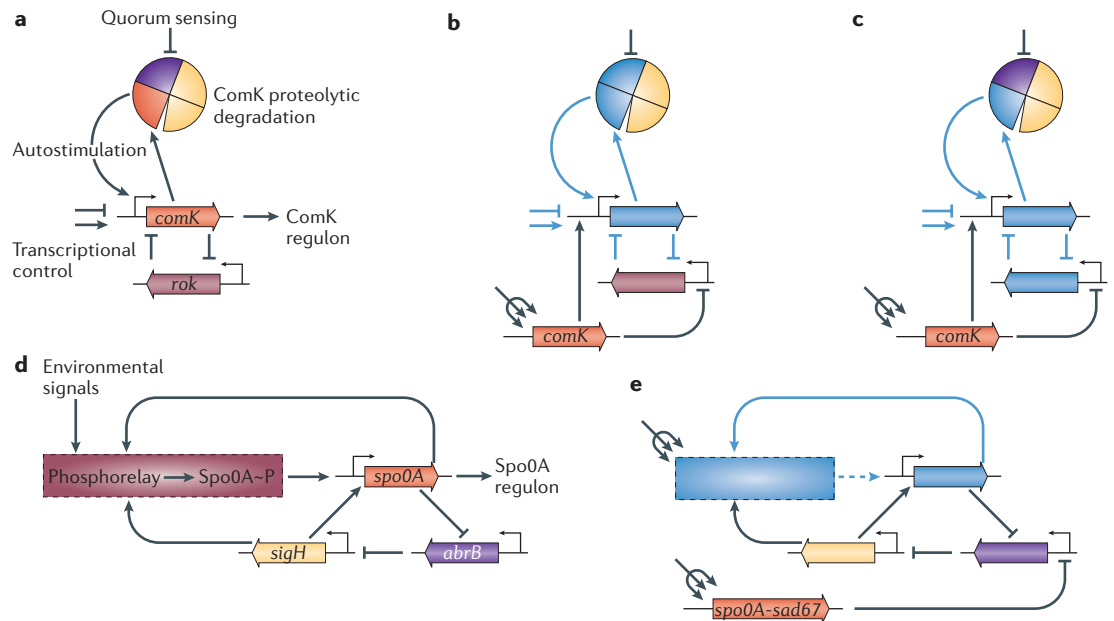 a
Quorum sensing
ComK proteolytic
degradation
Autostimulation
comK
ComK
regulon
Transcriptional
control
rok
b
comK
c
comK
d
Environmental
signals
Phosphorelay
Spo0A~P
spo0A
Spo0A
regulon
sigH
abrB
e
spo0A-sad67